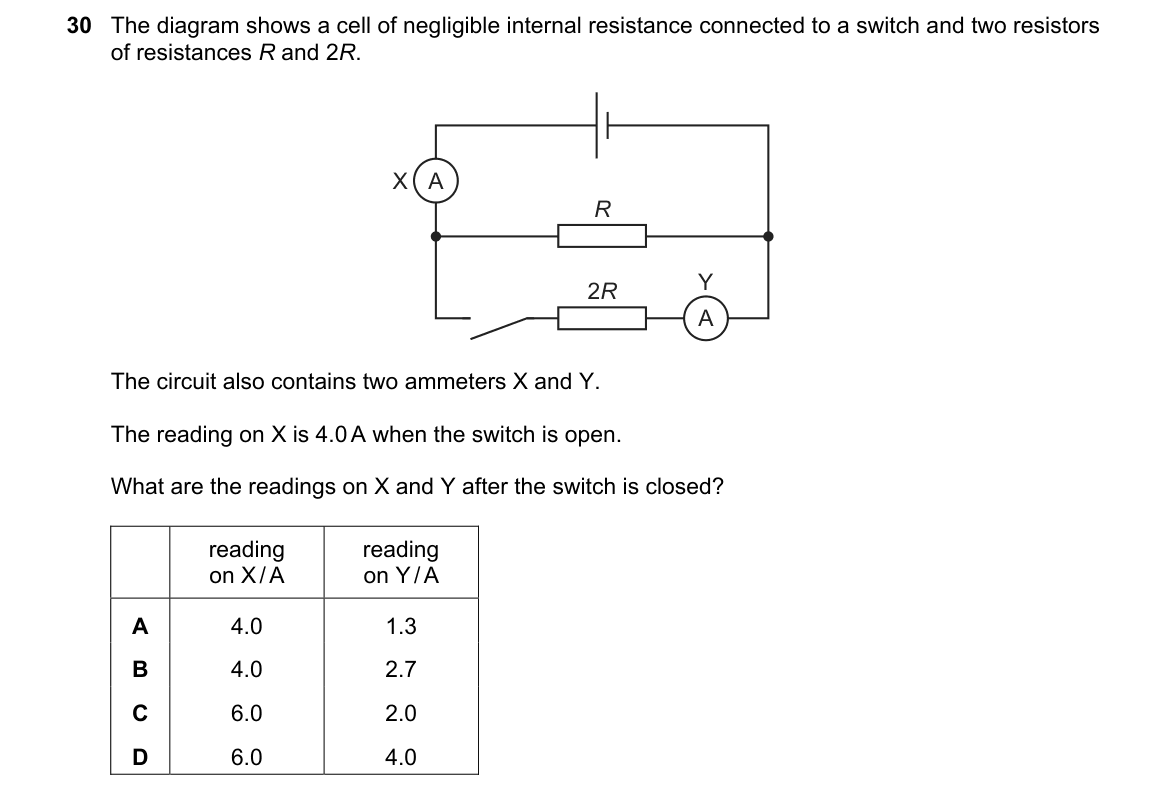 30 The diagram shows a cell of negligible internal resistance connected to a switch and two resistors
of resistances R and 2R.
X A
R
2R
Y
A
The circuit also contains two ammeters X and Y.
The reading on X is 4.0 A when the switch is open.
What are the readings on X and Y after the switch is closed?
reading reading
on X / A on Y / A
A 4.0 1.3
B 4.0 2.7
C 6.0 2.0
D 6.0 4.0